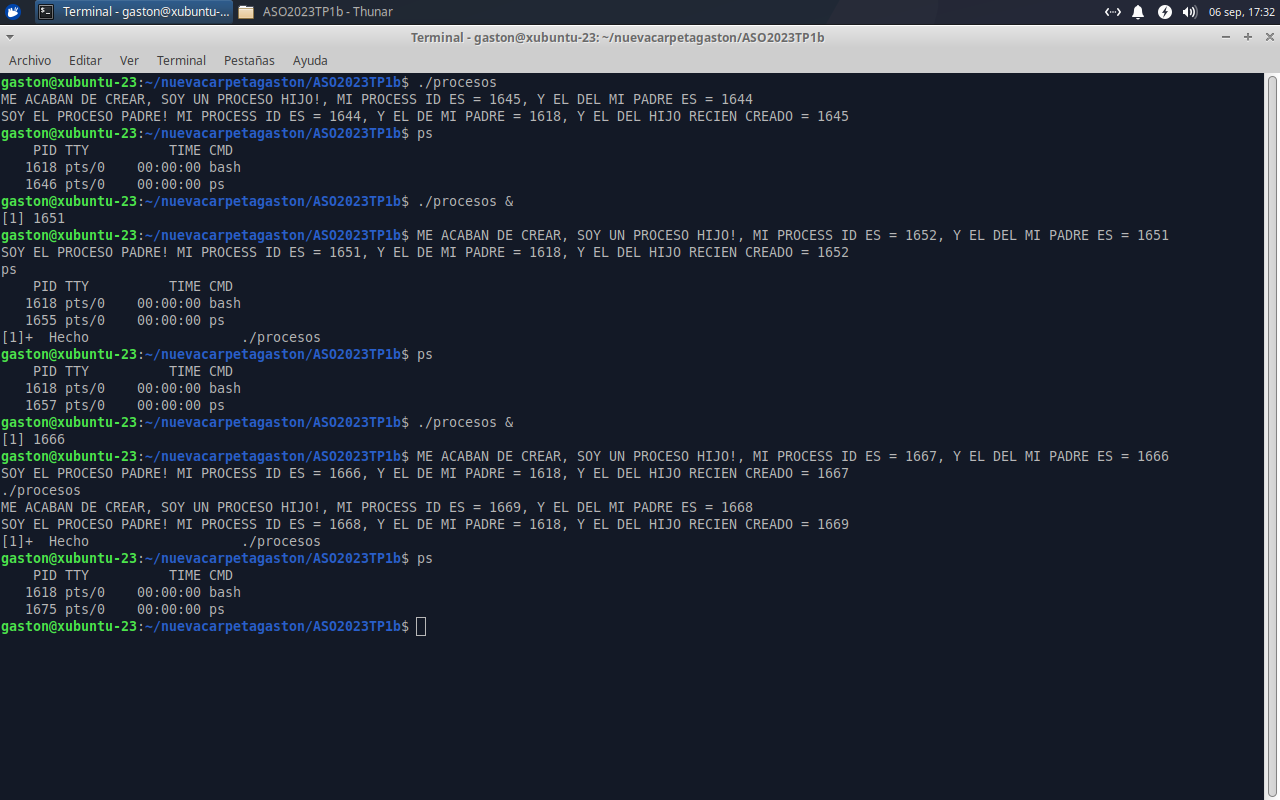 Terminal - gaston@xubuntu-... ASO2023TP1b - Thunar 06 sep, 17:32
Terminal - gaston@xubuntu-23: ~/nuevacarpetagaston/ASO2023TP1b
Archivo Editar Ver Terminal Pestañas Ayuda
gaston@xubuntu-23:~/nuevacarpetagaston/ASO2023TP1b$ ./procesos
ME ACABAN DE CREAR, SOY UN PROCESO HIJO!, MI PROCESS ID ES = 1645, Y EL DEL MI PADRE ES = 1644
SOY EL PROCESO PADRE! MI PROCESS ID ES = 1644, Y EL DE MI PADRE = 1618, Y EL DEL HIJO RECIEN CREADO = 1645
gaston@xubuntu-23:~/nuevacarpetagaston/ASO2023TP1b$ ps
    PID TTY          TIME CMD
   1618 pts/0    00:00:00 bash
   1646 pts/0    00:00:00 ps
gaston@xubuntu-23:~/nuevacarpetagaston/ASO2023TP1b$ ./procesos &
[1] 1651
gaston@xubuntu-23:~/nuevacarpetagaston/ASO2023TP1b$ ME ACABAN DE CREAR, SOY UN PROCESO HIJO!, MI PROCESS ID ES = 1652, Y EL DEL MI PADRE ES = 1651
SOY EL PROCESO PADRE! MI PROCESS ID ES = 1651, Y EL DE MI PADRE = 1618, Y EL DEL HIJO RECIEN CREADO = 1652
ps
    PID TTY          TIME CMD
   1618 pts/0    00:00:00 bash
   1655 pts/0    00:00:00 ps
[1]+  Hecho                   ./procesos
gaston@xubuntu-23:~/nuevacarpetagaston/ASO2023TP1b$ ps
    PID TTY          TIME CMD
   1618 pts/0    00:00:00 bash
   1657 pts/0    00:00:00 ps
gaston@xubuntu-23:~/nuevacarpetagaston/ASO2023TP1b$ ./procesos &
[1] 1666
gaston@xubuntu-23:~/nuevacarpetagaston/ASO2023TP1b$ ME ACABAN DE CREAR, SOY UN PROCESO HIJO!, MI PROCESS ID ES = 1667, Y EL DEL MI PADRE ES = 1666
SOY EL PROCESO PADRE! MI PROCESS ID ES = 1666, Y EL DE MI PADRE = 1618, Y EL DEL HIJO RECIEN CREADO = 1667
./procesos
ME ACABAN DE CREAR, SOY UN PROCESO HIJO!, MI PROCESS ID ES = 1669, Y EL DEL MI PADRE ES = 1668
SOY EL PROCESO PADRE! MI PROCESS ID ES = 1668, Y EL DE MI PADRE = 1618, Y EL DEL HIJO RECIEN CREADO = 1669
[1]+  Hecho                   ./procesos
gaston@xubuntu-23:~/nuevacarpetagaston/ASO2023TP1b$ ps
    PID TTY          TIME CMD
   1618 pts/0    00:00:00 bash
   1675 pts/0    00:00:00 ps
gaston@xubuntu-23:~/nuevacarpetagaston/ASO2023TP1b$